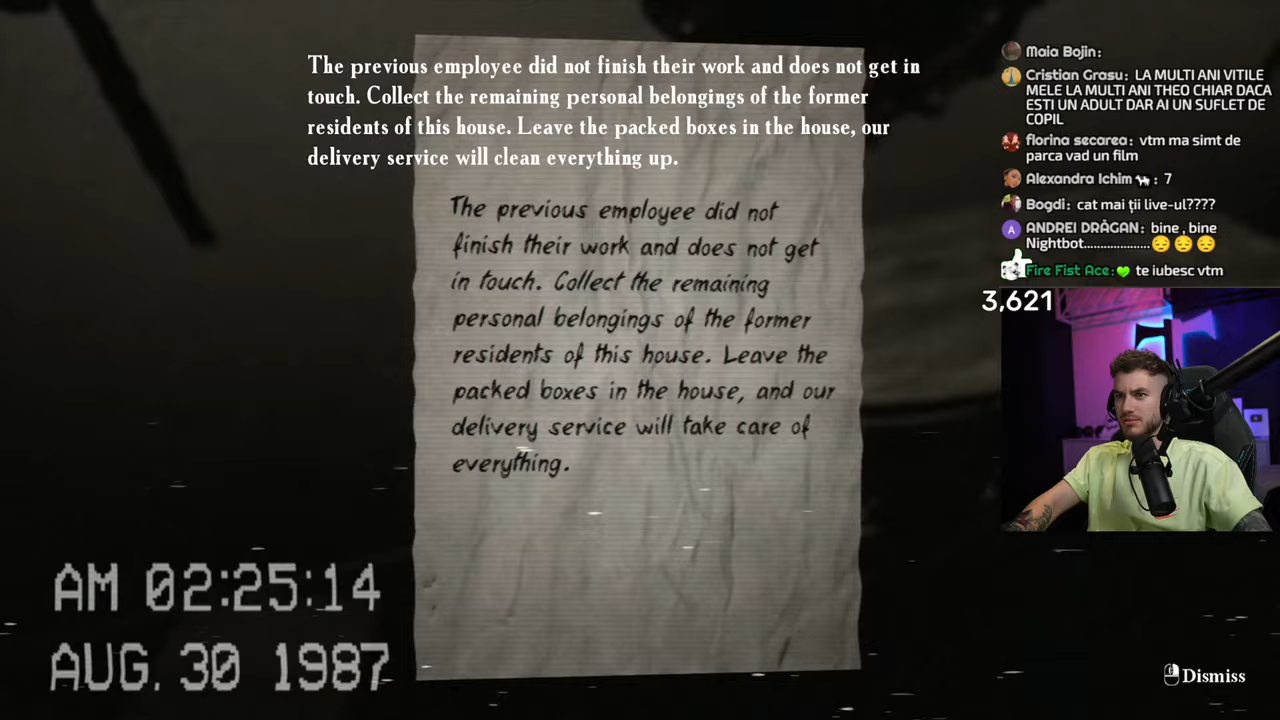 The previous employee did not finish their work and does not get in
touch. Collect the remaining personal belongings of the former
residents of this house. Leave the packed boxes in the house, our
delivery service will clean everything up.
The previous employee did not
finish their work and does not get
in touch. Collect the remaining
personal belongings of the former
residents of this house. Leave the
packed boxes in the house, and our
delivery service will take care of
everything.
AM 02:25:14
AUG. 30 1987
Maia Bojin:
Cristian Grasu: LA MULTI ANI VITILE
MELE LA MULTI ANI THEO CHIAR DACA
ESTI UN ADULT DAR AI UN SUFLET DE
COPIL
florina secarea: vtm ma simt de
parca vad un film
Alexandra Ichim 🐪: 7
Bogdi: cat mai ții live-ul????
A ANDREI DRĂGAN: bine , bine
Nightbot....................😔😔😔
Fire Fist Ace:💚 te iubesc vtm
3,621
Dismiss